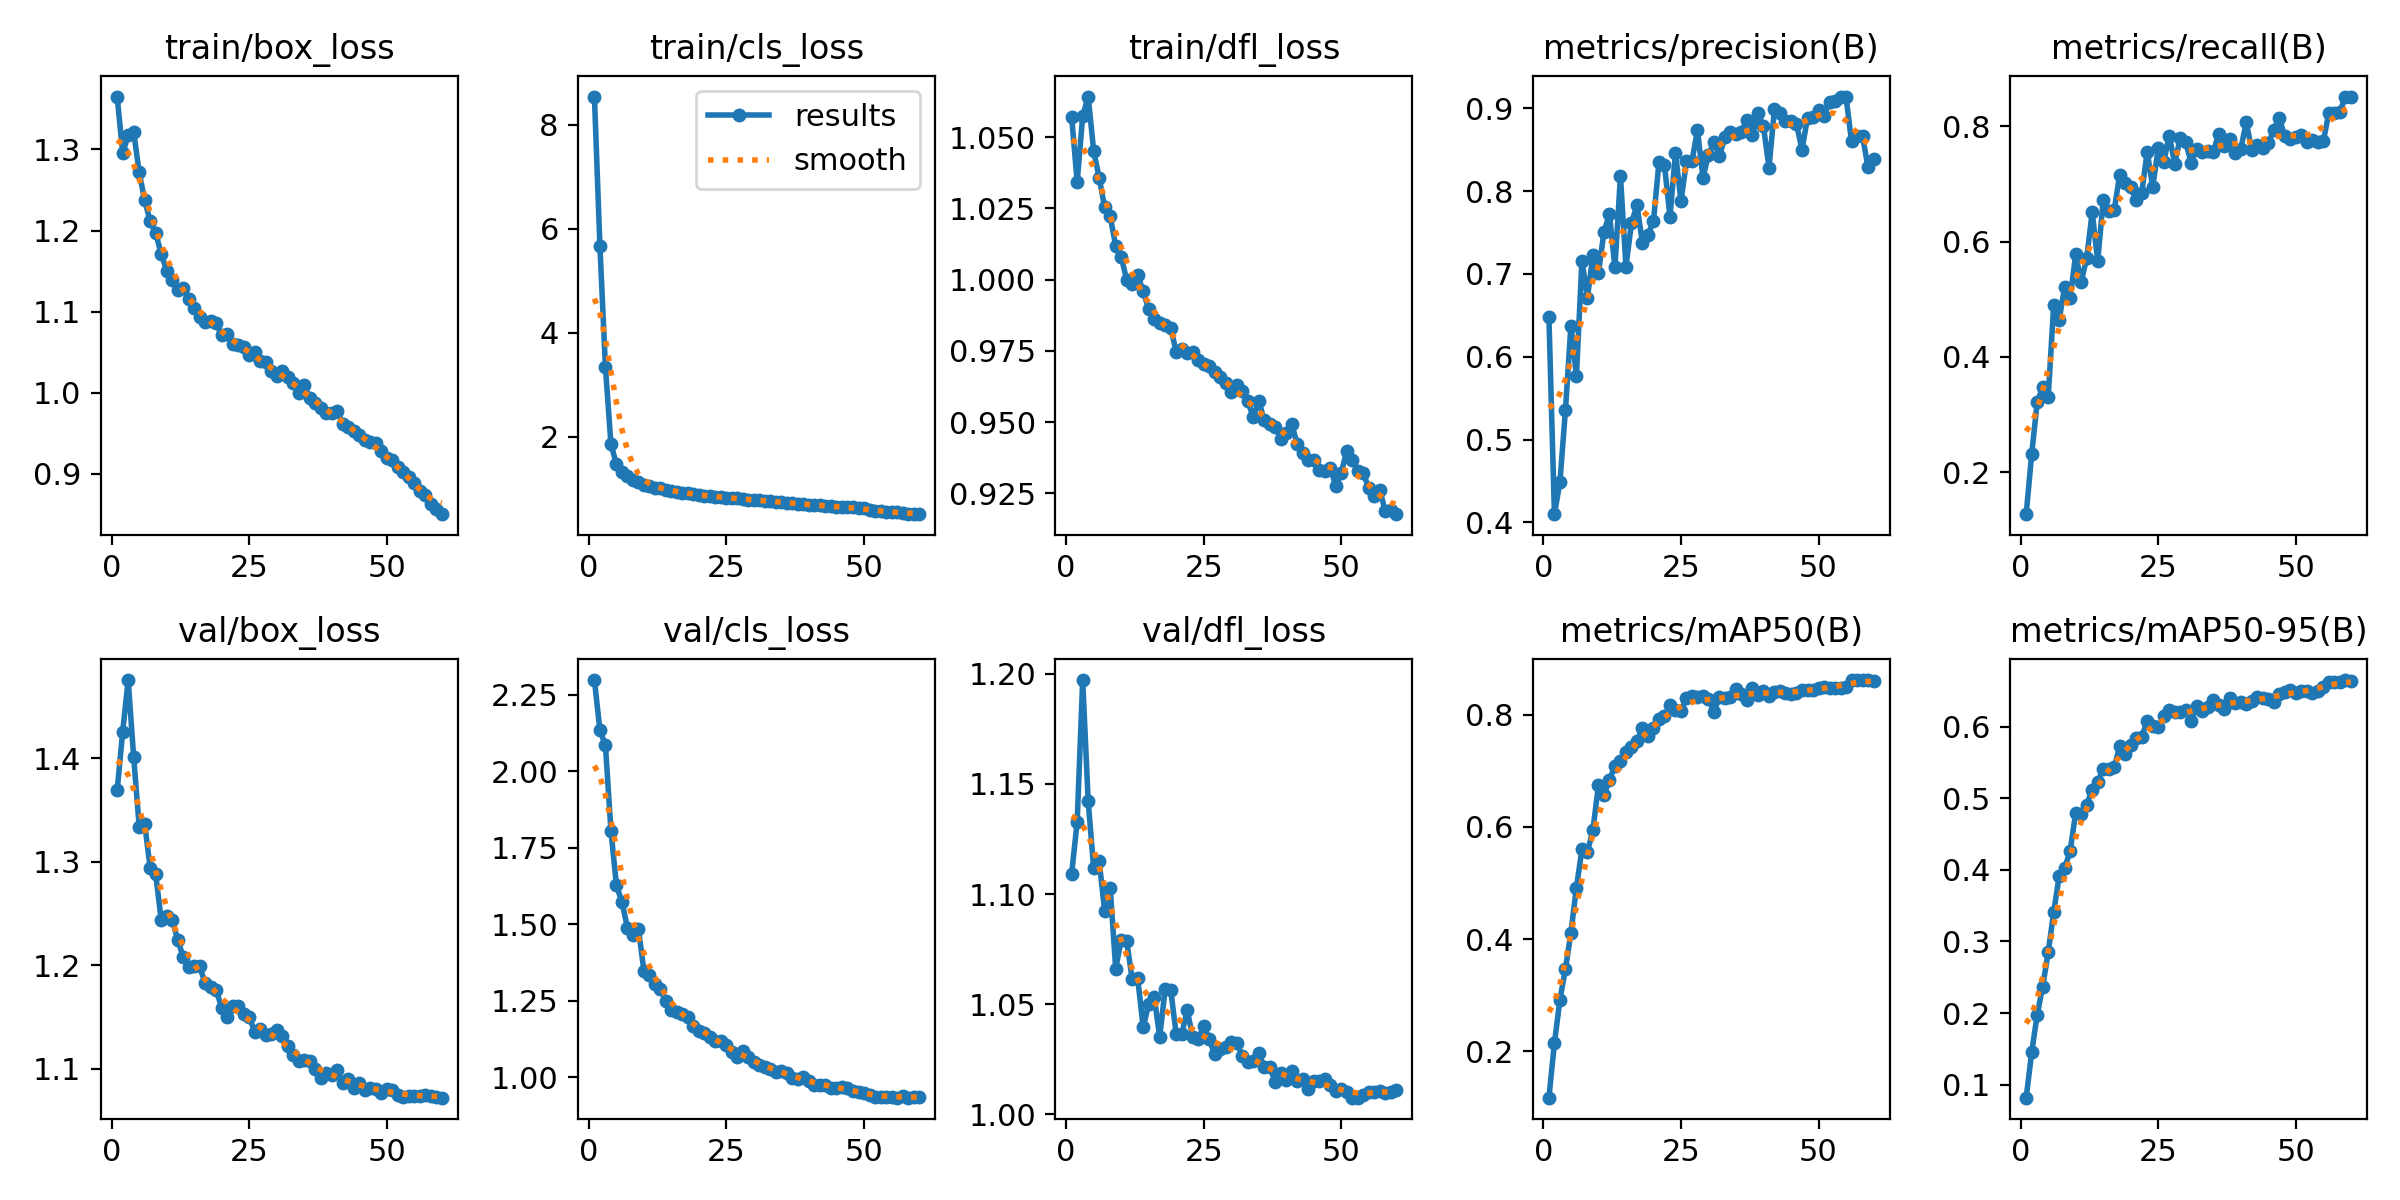 train/box_loss
1.3
1.2
1.1
1.0
0.9
0 25 50
train/cls_loss
results
smooth
8
6
4
2
0 25 50
train/dfl_loss
1.050
1.025
1.000
0.975
0.950
0.925
0 25 50
metrics/precision(B)
0.9
0.8
0.7
0.6
0.5
0.4
0 25 50
metrics/recall(B)
0.8
0.6
0.4
0.2
0 25 50
val/box_loss
1.4
1.3
1.2
1.1
0 25 50
val/cls_loss
2.25
2.00
1.75
1.50
1.25
1.00
0 25 50
val/dfl_loss
1.20
1.15
1.10
1.05
1.00
0 25 50
metrics/mAP50(B)
0.8
0.6
0.4
0.2
0 25 50
metrics/mAP50-95(B)
0.6
0.5
0.4
0.3
0.2
0.1
0 25 50